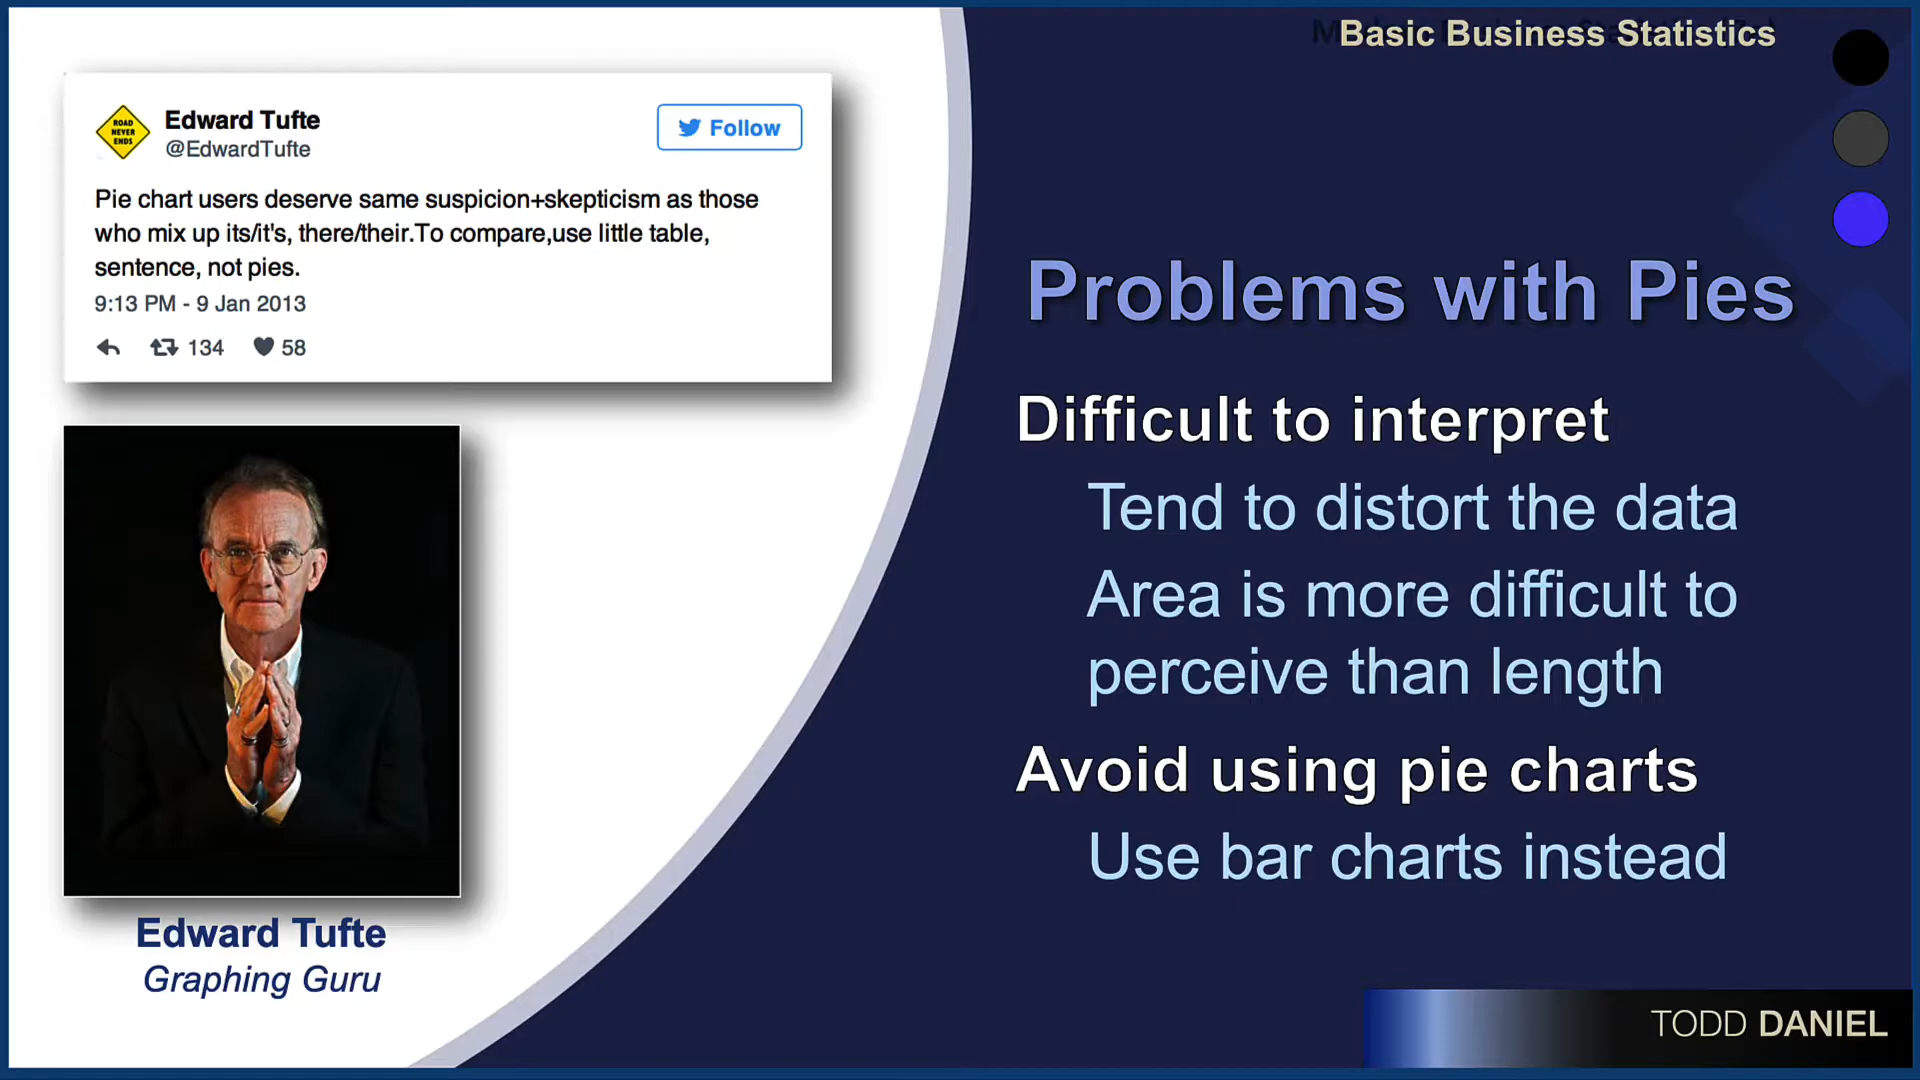 Basic Business Statistics
ROAD
NEVER
ENDS
Edward Tufte
@EdwardTufte
Follow
Pie chart users deserve same suspicion+skepticism as those
who mix up its/it's, there/their.To compare,use little table,
sentence, not pies.
9:13 PM - 9 Jan 2013
134 58
Edward Tufte
Graphing Guru
Problems with Pies
Difficult to interpret
Tend to distort the data
Area is more difficult to
perceive than length
Avoid using pie charts
Use bar charts instead
TODD DANIEL